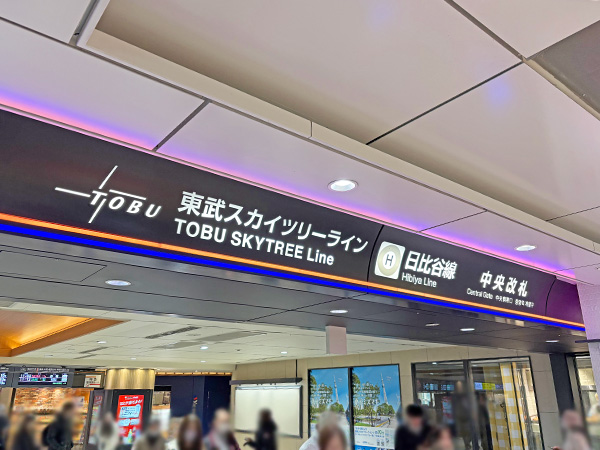 TOBU
東武スカイツリーライン
TOBU SKYTREE Line
H
日比谷線
Hibiya Line
中央改札
Central Gate